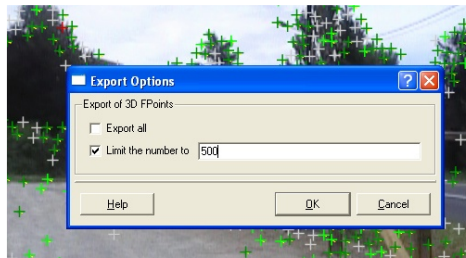 Export Options
Export of 3D FPoints
Export all
Limit the number to 500
Help OK Cancel